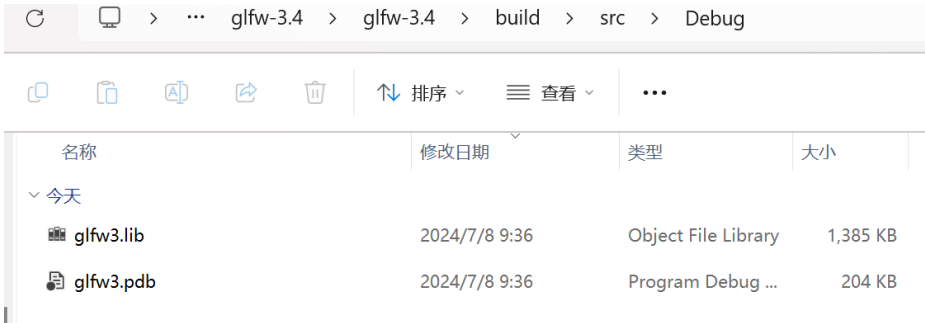 ··· > glfw-3.4 > glfw-3.4 > build > src > Debug
排序 查看 ···
名称 修改日期 类型 大小
今天
glfw3.lib 2024/7/8 9:36 Object File Library 1,385 KB
glfw3.pdb 2024/7/8 9:36 Program Debug ... 204 KB